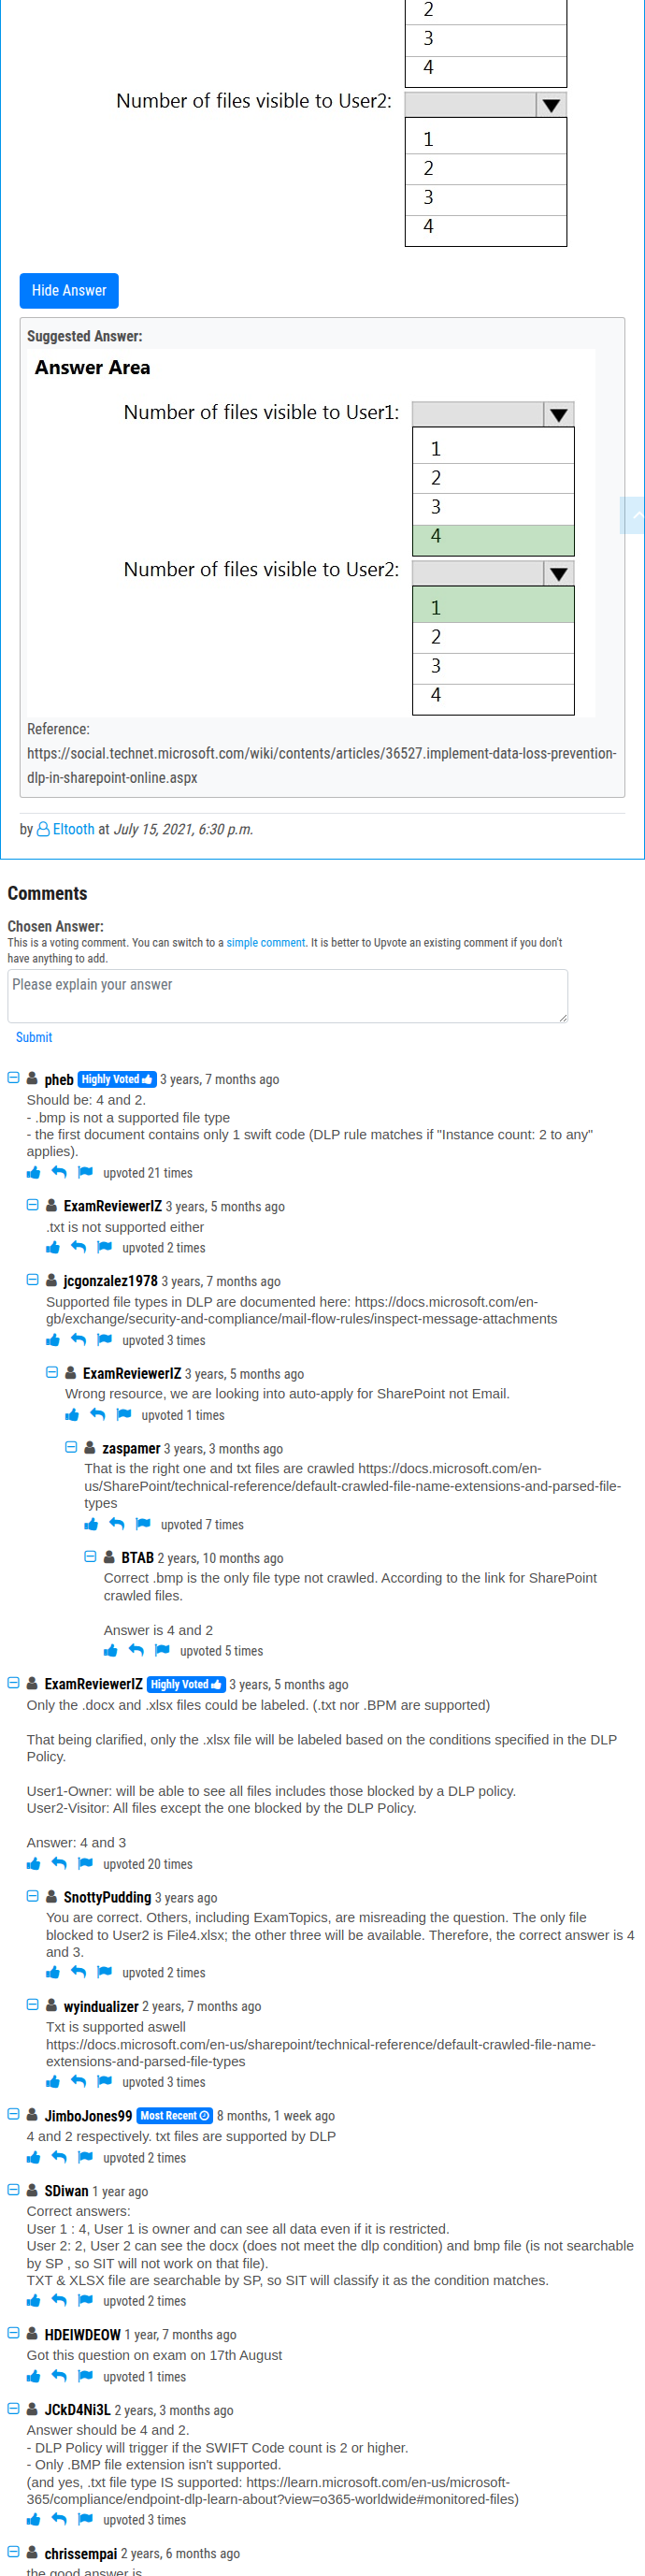 2
3
4
Number of files visible to User2:
1
2
3
4
Hide Answer
Suggested Answer:
Answer Area
Number of files visible to User1:
1
2
3
4
Number of files visible to User2:
1
2
3
4
Reference:
https://social.technet.microsoft.com/wiki/contents/articles/36527.implement-data-loss-prevention-
dlp-in-sharepoint-online.aspx
by Eltooth at July 15, 2021, 6:30 p.m.
Comments
Chosen Answer:
This is a voting comment. You can switch to a simple comment. It is better to Upvote an existing comment if you don't
have anything to add.
Please explain your answer
Submit
pheb Highly Voted 3 years, 7 months ago
Should be: 4 and 2.
- .bmp is not a supported file type
- the first document contains only 1 swift code (DLP rule matches if "Instance count: 2 to any"
applies).
upvoted 21 times
ExamReviewerIZ 3 years, 5 months ago
.txt is not supported either
upvoted 2 times
jcgonzalez1978 3 years, 7 months ago
Supported file types in DLP are documented here: https://docs.microsoft.com/en-
gb/exchange/security-and-compliance/mail-flow-rules/inspect-message-attachments
upvoted 3 times
ExamReviewerIZ 3 years, 5 months ago
Wrong resource, we are looking into auto-apply for SharePoint not Email.
upvoted 1 times
zaspamer 3 years, 3 months ago
That is the right one and txt files are crawled https://docs.microsoft.com/en-
us/SharePoint/technical-reference/default-crawled-file-name-extensions-and-parsed-file-
types
upvoted 7 times
BTAB 2 years, 10 months ago
Correct .bmp is the only file type not crawled. According to the link for SharePoint
crawled files.
Answer is 4 and 2
upvoted 5 times
ExamReviewerIZ Highly Voted 3 years, 5 months ago
Only the .docx and .xlsx files could be labeled. (.txt nor .BPM are supported)
That being clarified, only the .xlsx file will be labeled based on the conditions specified in the DLP
Policy.
User1-Owner: will be able to see all files includes those blocked by a DLP policy.
User2-Visitor: All files except the one blocked by the DLP Policy.
Answer: 4 and 3
upvoted 20 times
SnottyPudding 3 years ago
You are correct. Others, including ExamTopics, are misreading the question. The only file
blocked to User2 is File4.xlsx; the other three will be available. Therefore, the correct answer is 4
and 3.
upvoted 2 times
wyindualizer 2 years, 7 months ago
Txt is supported aswell
https://docs.microsoft.com/en-us/sharepoint/technical-reference/default-crawled-file-name-
extensions-and-parsed-file-types
upvoted 3 times
JimboJones99 Most Recent 8 months, 1 week ago
4 and 2 respectively. txt files are supported by DLP
upvoted 2 times
SDiwan 1 year ago
Correct answers:
User 1 : 4, User 1 is owner and can see all data even if it is restricted.
User 2: 2, User 2 can see the docx (does not meet the dlp condition) and bmp file (is not searchable
by SP , so SIT will not work on that file).
TXT & XLSX file are searchable by SP, so SIT will classify it as the condition matches.
upvoted 2 times
HDEIWDEOW 1 year, 7 months ago
Got this question on exam on 17th August
upvoted 1 times
JCkD4Ni3L 2 years, 3 months ago
Answer should be 4 and 2.
- DLP Policy will trigger if the SWIFT Code count is 2 or higher.
- Only .BMP file extension isn't supported.
(and yes, .txt file type IS supported: https://learn.microsoft.com/en-us/microsoft-
365/compliance/endpoint-dlp-learn-about?view=o365-worldwide#monitored-files)
upvoted 3 times
chrissempai 2 years, 6 months ago
the good answer is